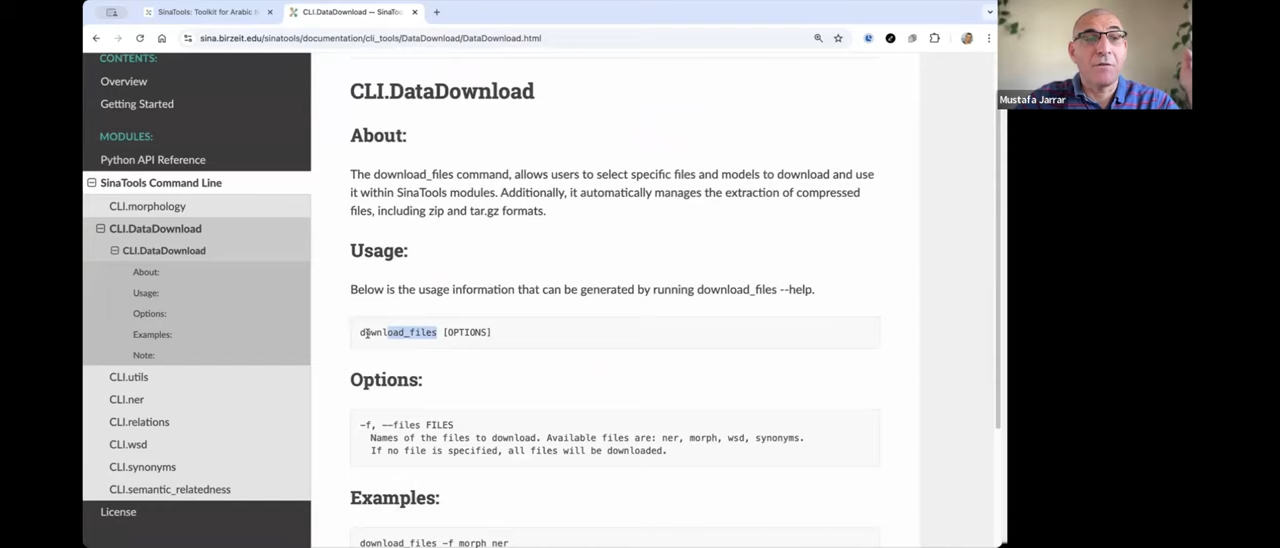 SinaTools: Toolkit for Arabic
CLI.DataDownload — SinaToo
sina.birzeit.edu/sinatools/documentation/cli_tools/DataDownload/DataDownload.html
CONTENTS:
Overview
Getting Started
MODULES:
Python API Reference
SinaTools Command Line
CLI.morphology
CLI.DataDownload
CLI.DataDownload
About:
Usage:
Options:
Examples:
Note:
CLI.utils
CLI.ner
CLI.relations
CLI.wsd
CLI.synonyms
CLI.semantic_relatedness
License
CLI.DataDownload
About:
The download_files command, allows users to select specific files and models to download and use
it within SinaTools modules. Additionally, it automatically manages the extraction of compressed
files, including zip and tar.gz formats.
Usage:
Below is the usage information that can be generated by running download_files --help.
download_files [OPTIONS]
Options:
-f, --files FILES
Names of the files to download. Available files are: ner, morph, wsd, synonyms.
If no file is specified, all files will be downloaded.
Examples:
download_files -f morph ner
Mustafa Jarrar